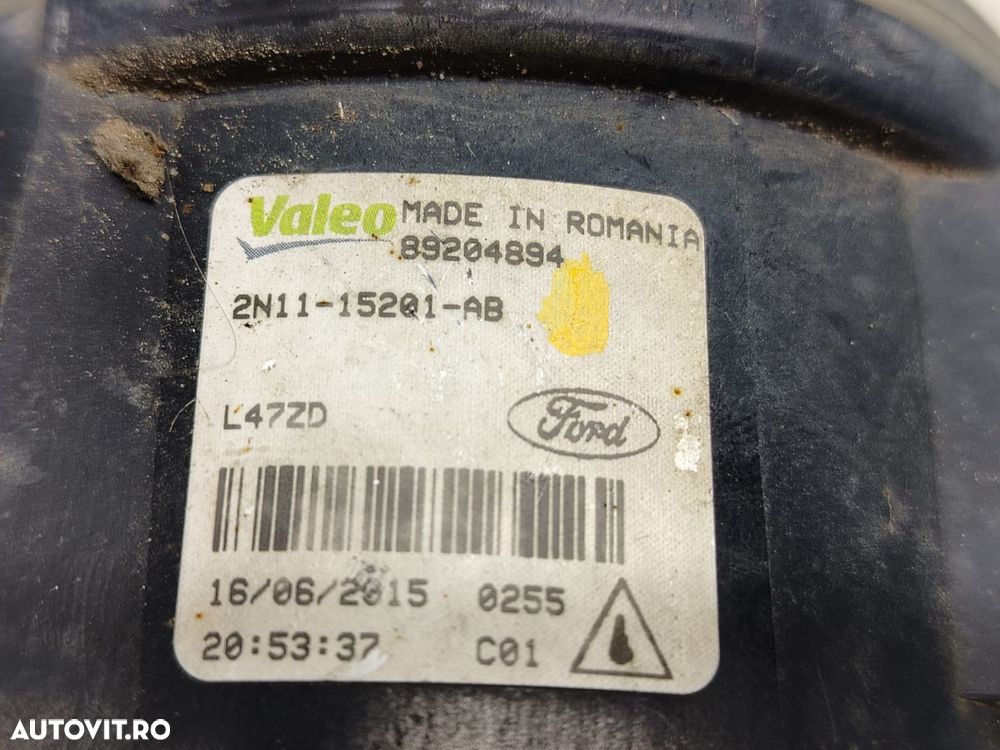 Valeo MADE IN ROMANIA
89204894
2N11-15201-AB
L47ZD
Ford
16/06/2015 0255
20:53:37 C01
AUTOVIT.RO